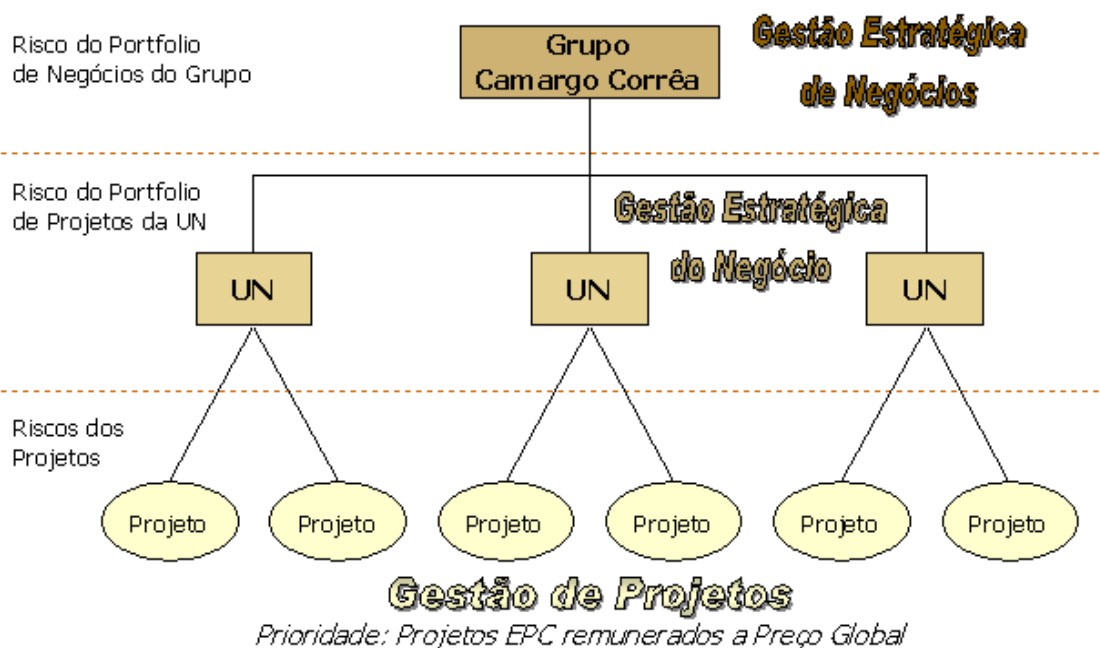 Risco do Portfolio
de Negócios do Grupo
Grupo
Camargo Corrêa
Gestão Estratégica
de Negócios
Risco do Portfolio
de Projetos da UN
Gestão Estratégica
do Negócio
UN
UN
UN
Riscos dos
Projetos
Projeto
Projeto
Projeto
Projeto
Projeto
Projeto
Gestão de Projetos
Prioridade: Projetos EPC remunerados a Preço Global